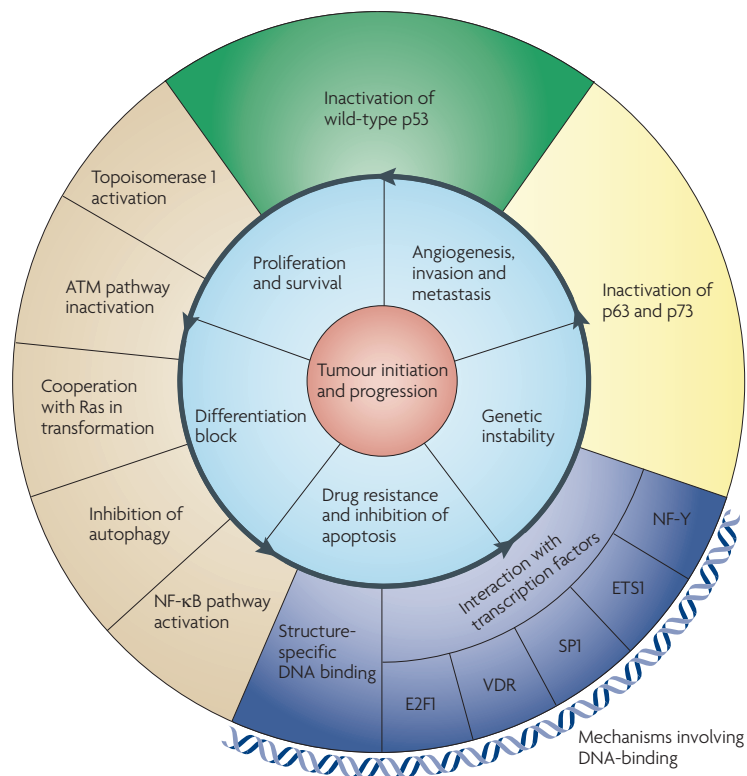 Inactivation of
wild-type p53
Topoisomerase 1
activation
ATM pathway
inactivation
Cooperation
with Ras in
transformation
Inhibition of
autophagy
NF-κB pathway
activation
Inactivation of
p63 and p73
Proliferation
and survival
Angiogenesis,
invasion and
metastasis
Tumour initiation
and progression
Differentiation
block
Genetic
instability
Drug resistance
and inhibition of
apoptosis
Structure-
specific
DNA binding
Interaction with
transcription factors
E2F1
VDR
SP1
ETS1
NF-Y
Mechanisms involving
DNA-binding